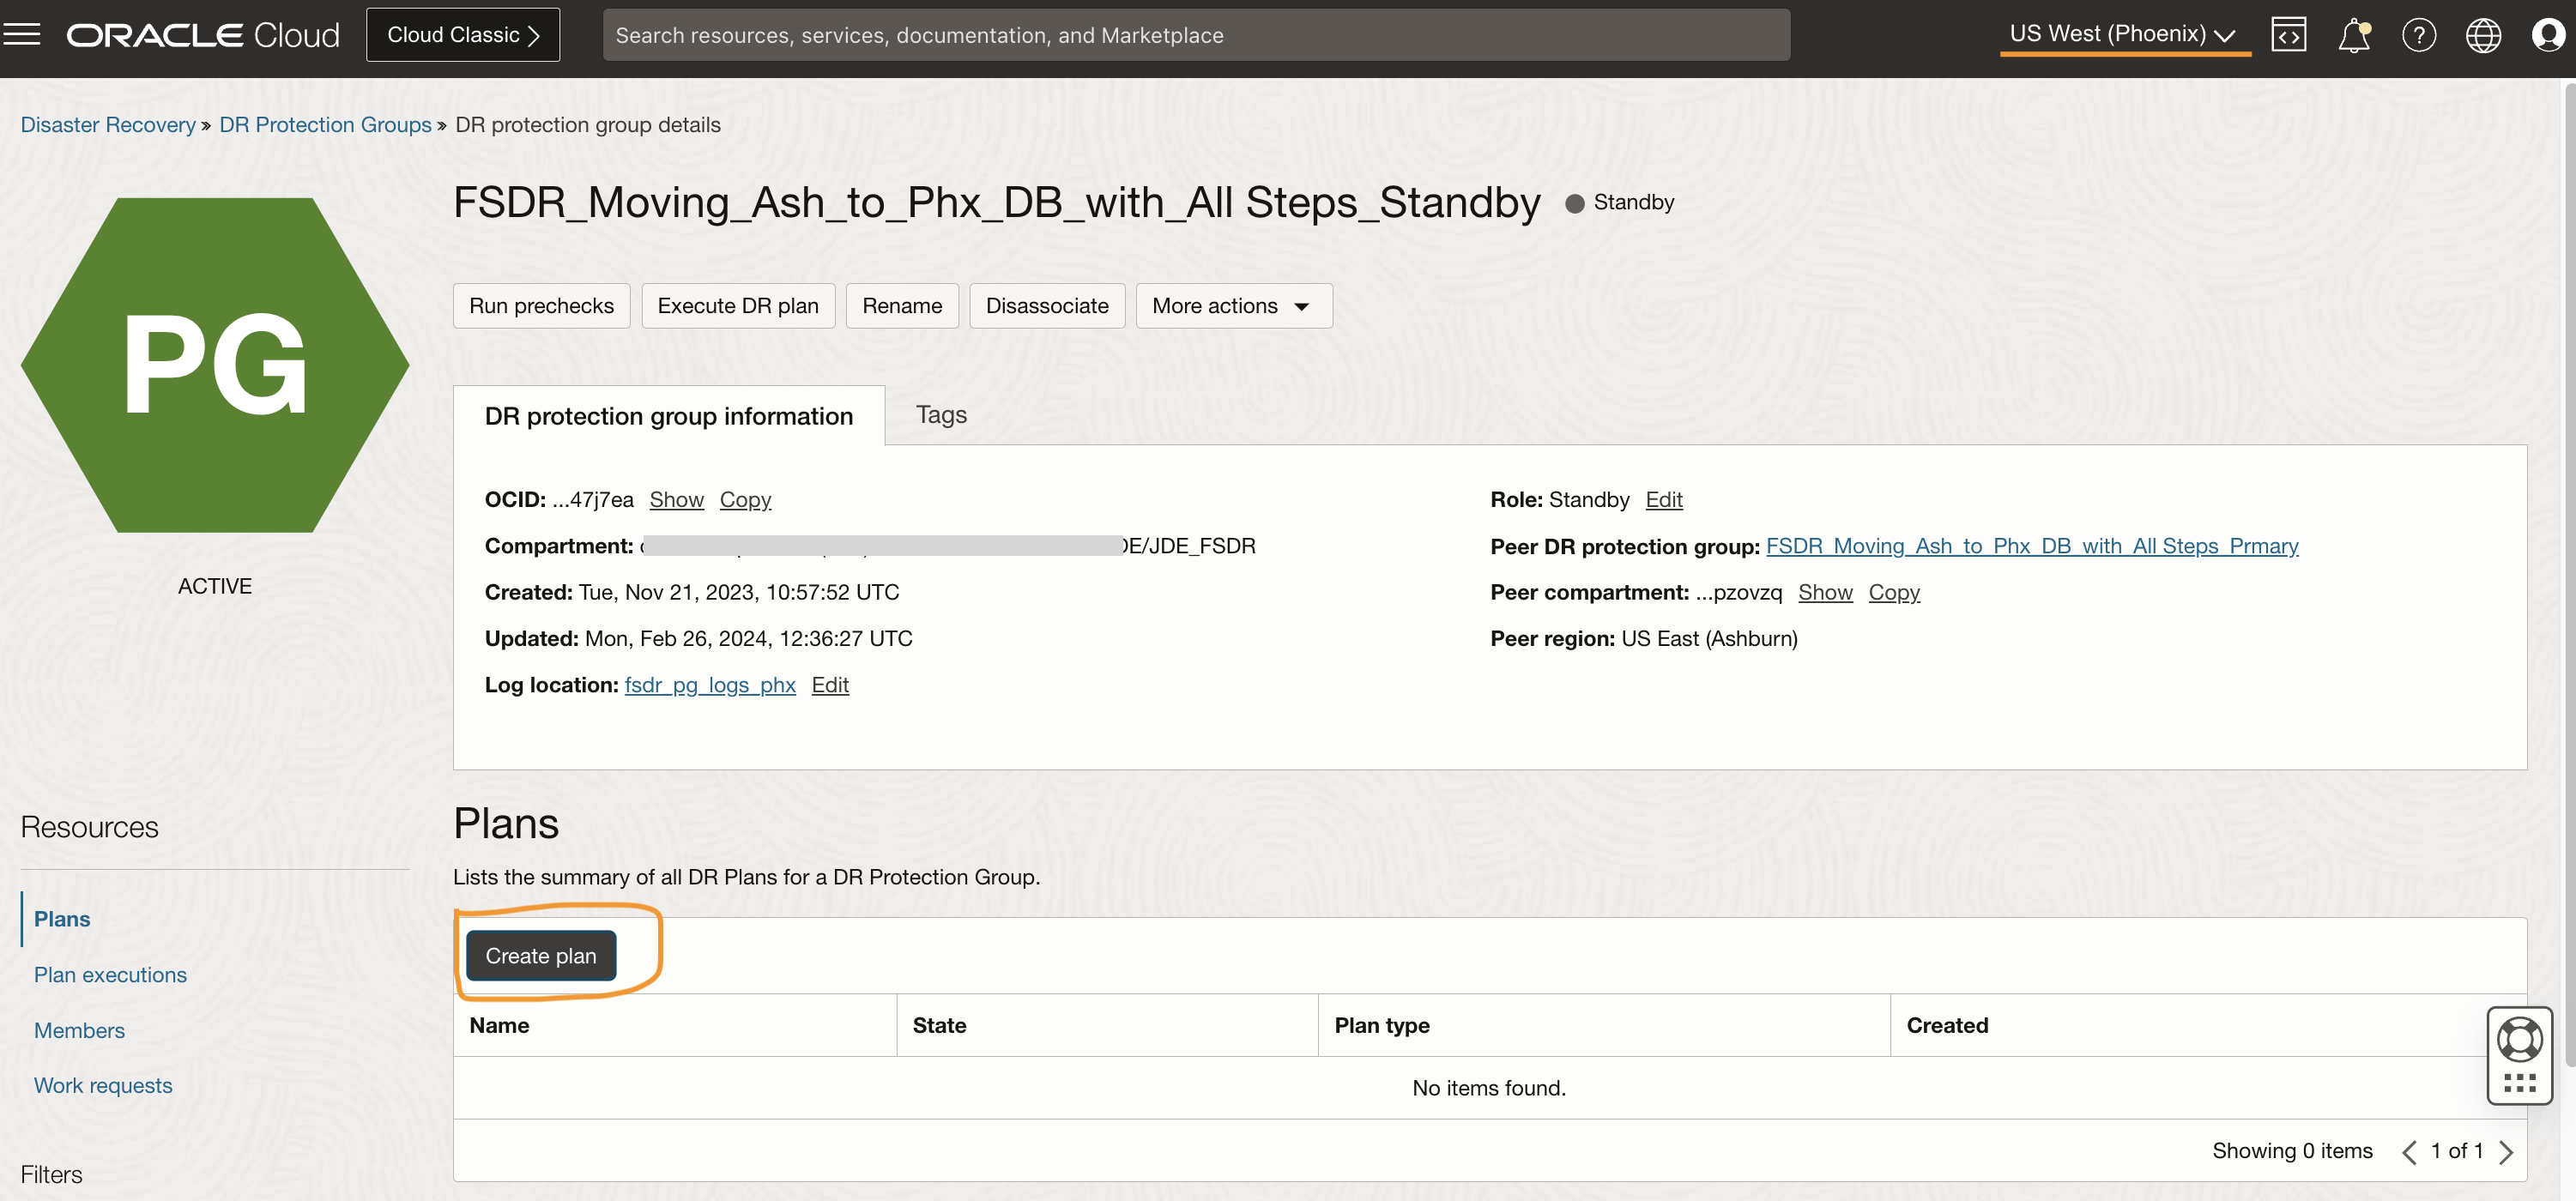 ORACLE Cloud
Cloud Classic
Search resources, services, documentation, and Marketplace
US West (Phoenix)
Disaster Recovery » DR Protection Groups » DR protection group details
PG
ACTIVE
FSDR_Moving_Ash_to_Phx_DB_with_All Steps_Standby
Standby
Run prechecks
Execute DR plan
Rename
Disassociate
More actions
DR protection group information
Tags
OCID: ...47j7ea Show Copy
Compartment: DE/JDE_FSDR
Created: Tue, Nov 21, 2023, 10:57:52 UTC
Updated: Mon, Feb 26, 2024, 12:36:27 UTC
Log location: fsdr_pg_logs_phx Edit
Role: Standby Edit
Peer DR protection group: FSDR_Moving_Ash_to_Phx_DB_with_All Steps_Prmary
Peer compartment: ...pzovzq Show Copy
Peer region: US East (Ashburn)
Resources
Plans
Plan executions
Members
Work requests
Filters
Plans
Lists the summary of all DR Plans for a DR Protection Group.
Create plan
Name State Plan type Created
No items found.
Showing 0 items
1 of 1